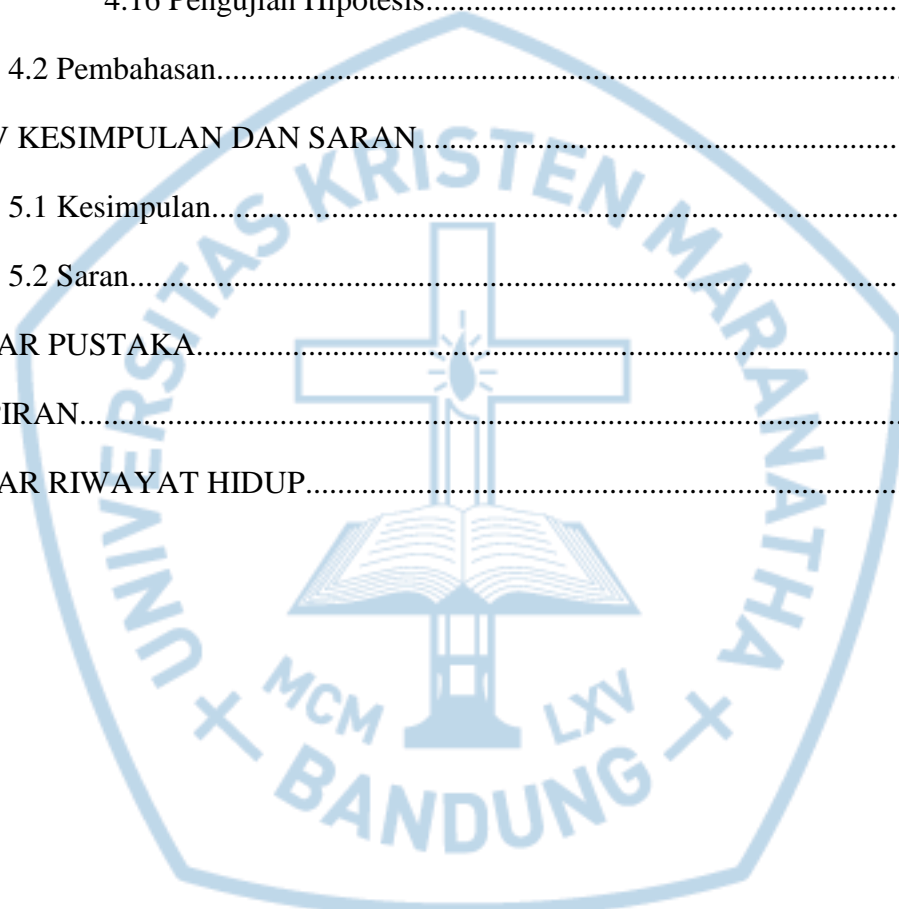 4.16 Pengujian Hipotesis..............................................................
4.2 Pembahasan.......................................................................................
V KESIMPULAN DAN SARAN..............................................................
5.1 Kesimpulan.......................................................................................
5.2 Saran.................................................................................................
AR PUSTAKA.........................................................................................
PIRAN........................................................................................................
AR RIWAYAT HIDUP...........................................................................
UNIVERSITAS KRISTEN MARANATHA
MCM LXV
BANDUNG